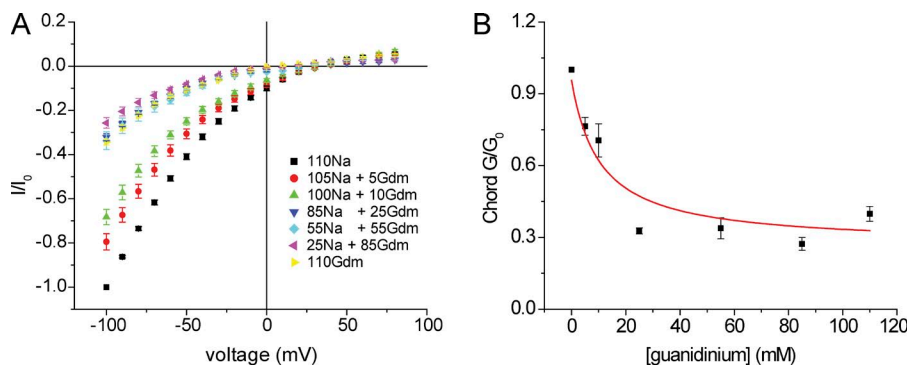 A
0.2
0.0
-0.2
-0.4
-0.6
-0.8
-1.0
I/I0
-100
-50
0
50
100
voltage (mV)
110Na
105Na + 5Gdm
100Na + 10Gdm
85Na + 25Gdm
55Na + 55Gdm
25Na + 85Gdm
110Gdm
B
1.2
0.9
0.6
0.3
0.0
Chord G/G0
0
20
40
60
80
100
120
[guanidinium] (mM)